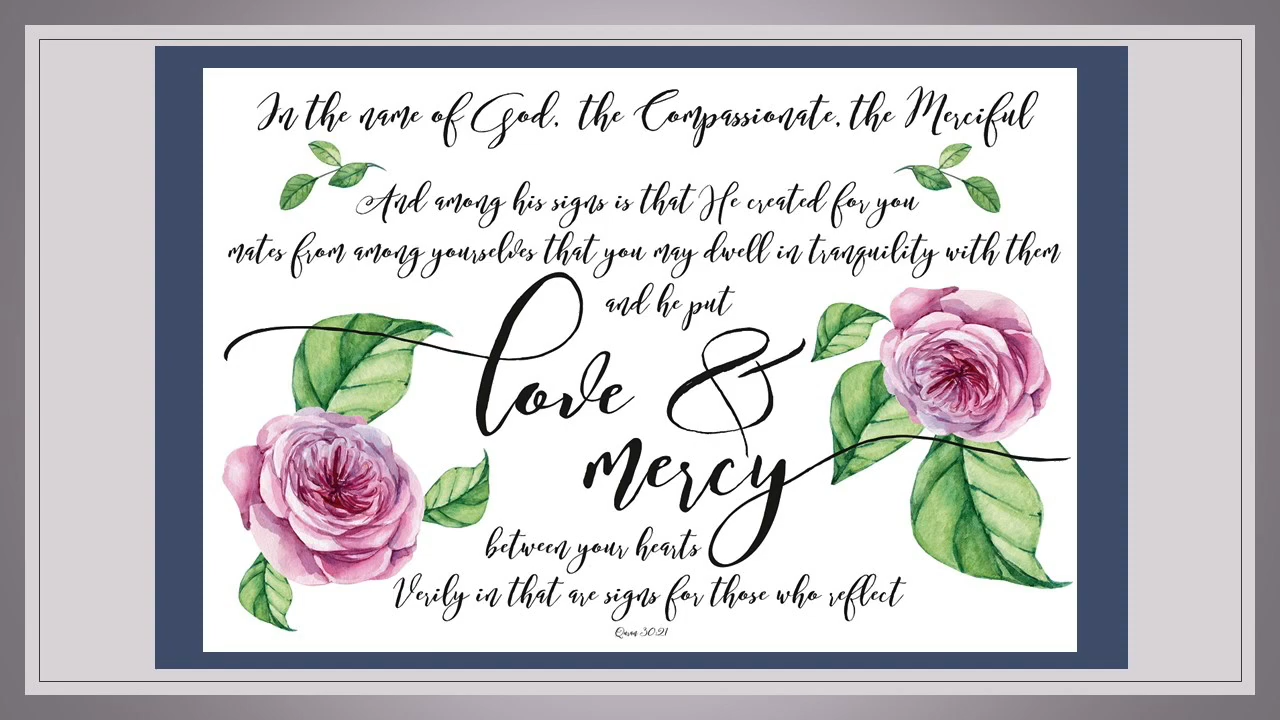 In the name of God, the Compassionate, the Merciful
And among his signs is that He created for you
mates from among yourselves that you may dwell in tranquility with them
and he put
love &
mercy
between your hearts
Verily in that are signs for those who reflect
Quran 30:21